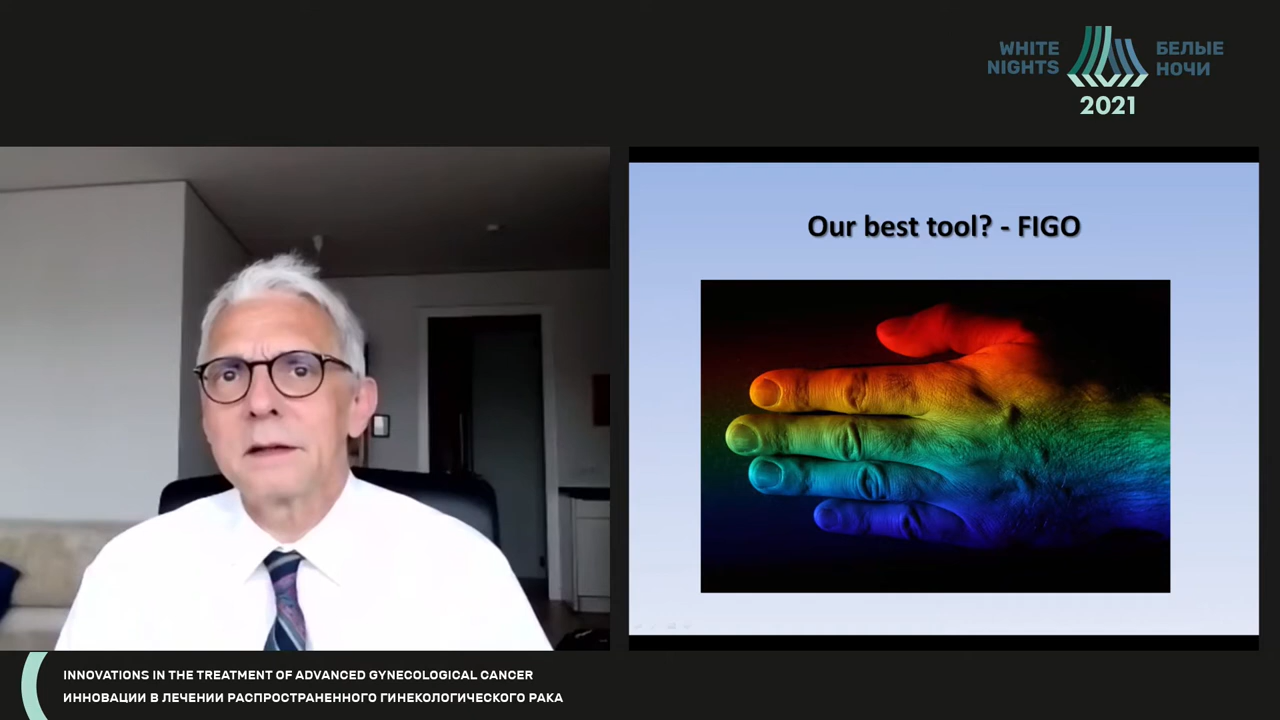 WHITE
NIGHTS
БЕЛЫЕ
НОЧИ
2021
Our best tool? - FIGO
INNOVATIONS IN THE TREATMENT OF ADVANCED GYNECOLOGICAL CANCER
ИННОВАЦИИ В ЛЕЧЕНИИ РАСПРОСТРАНЕННОГО ГИНЕКОЛОГИЧЕСКОГО РАКА